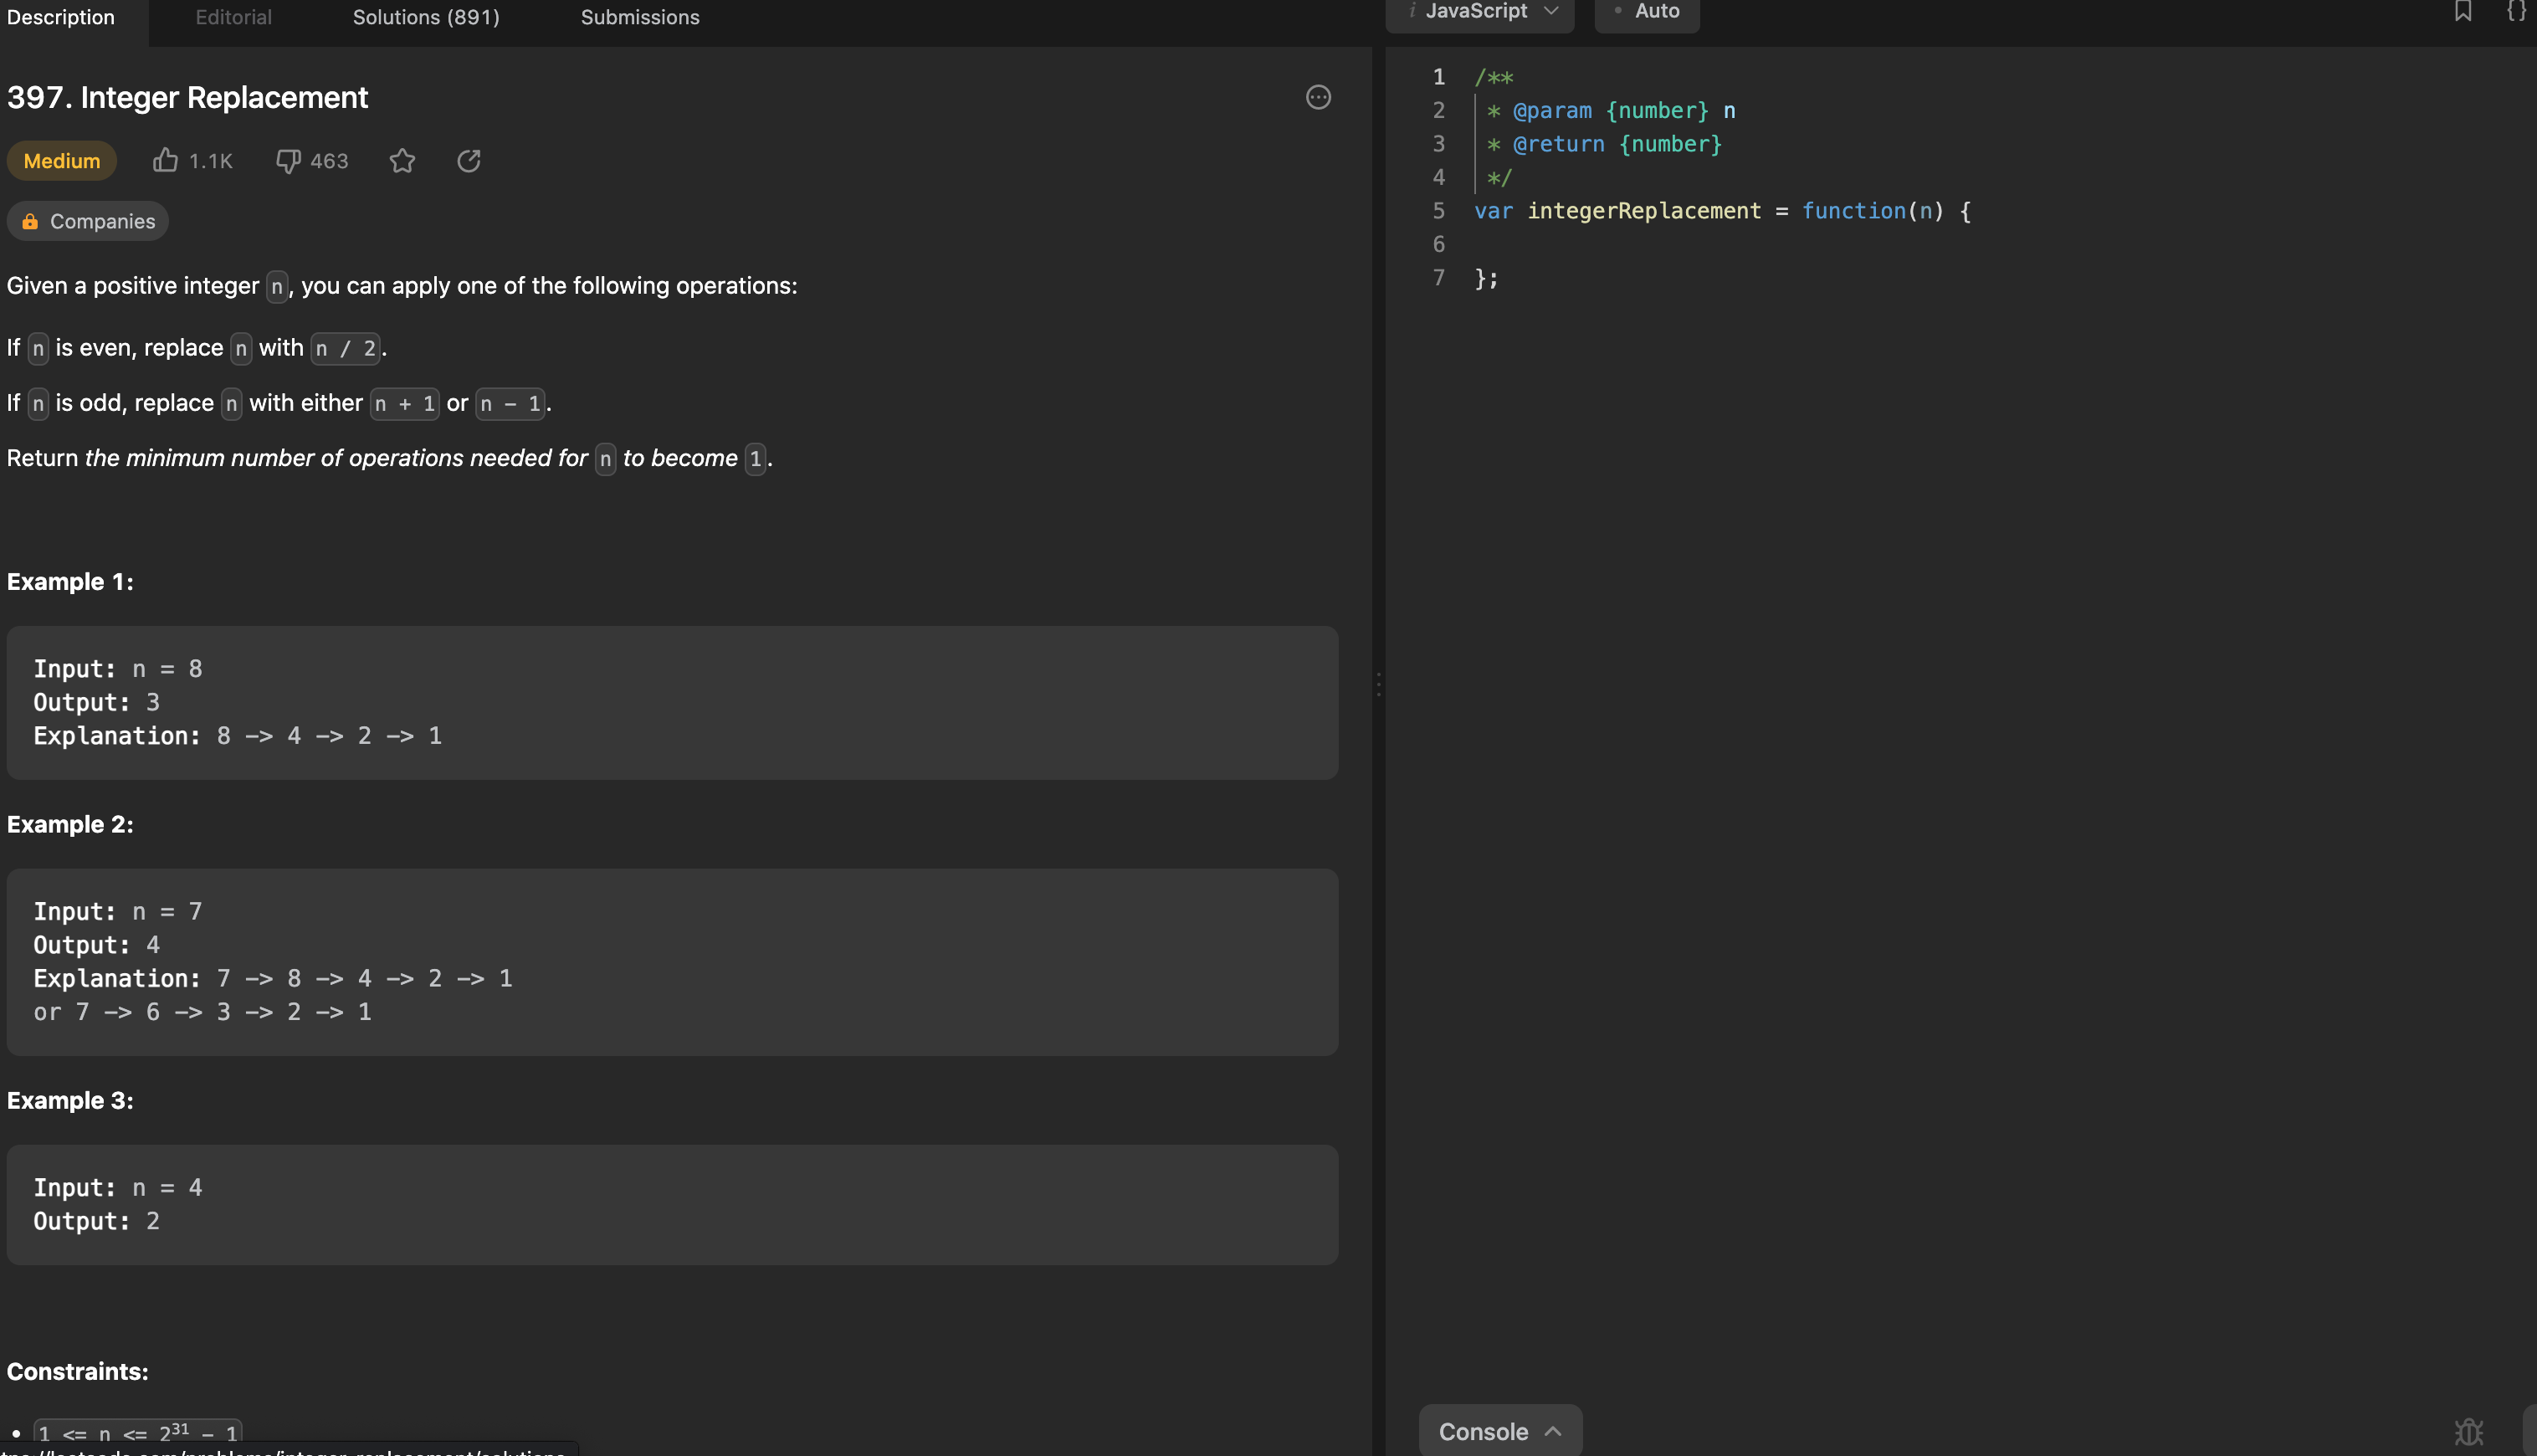 Description Editorial Solutions (891) Submissions
i JavaScript Auto {}
397. Integer Replacement
Medium 1.1K 463
Companies
Given a positive integer n, you can apply one of the following operations:
If n is even, replace n with n / 2.
If n is odd, replace n with either n + 1 or n - 1.
Return the minimum number of operations needed for n to become 1.
Example 1:
Input: n = 8
Output: 3
Explanation: 8 -> 4 -> 2 -> 1
Example 2:
Input: n = 7
Output: 4
Explanation: 7 -> 8 -> 4 -> 2 -> 1
or 7 -> 6 -> 3 -> 2 -> 1
Example 3:
Input: n = 4
Output: 2
Constraints:
• 1 <= n <= 2³¹ - 1
1 /**
2 * @param {number} n
3 * @return {number}
4 */
5 var integerReplacement = function(n) {
6
7 };
Console